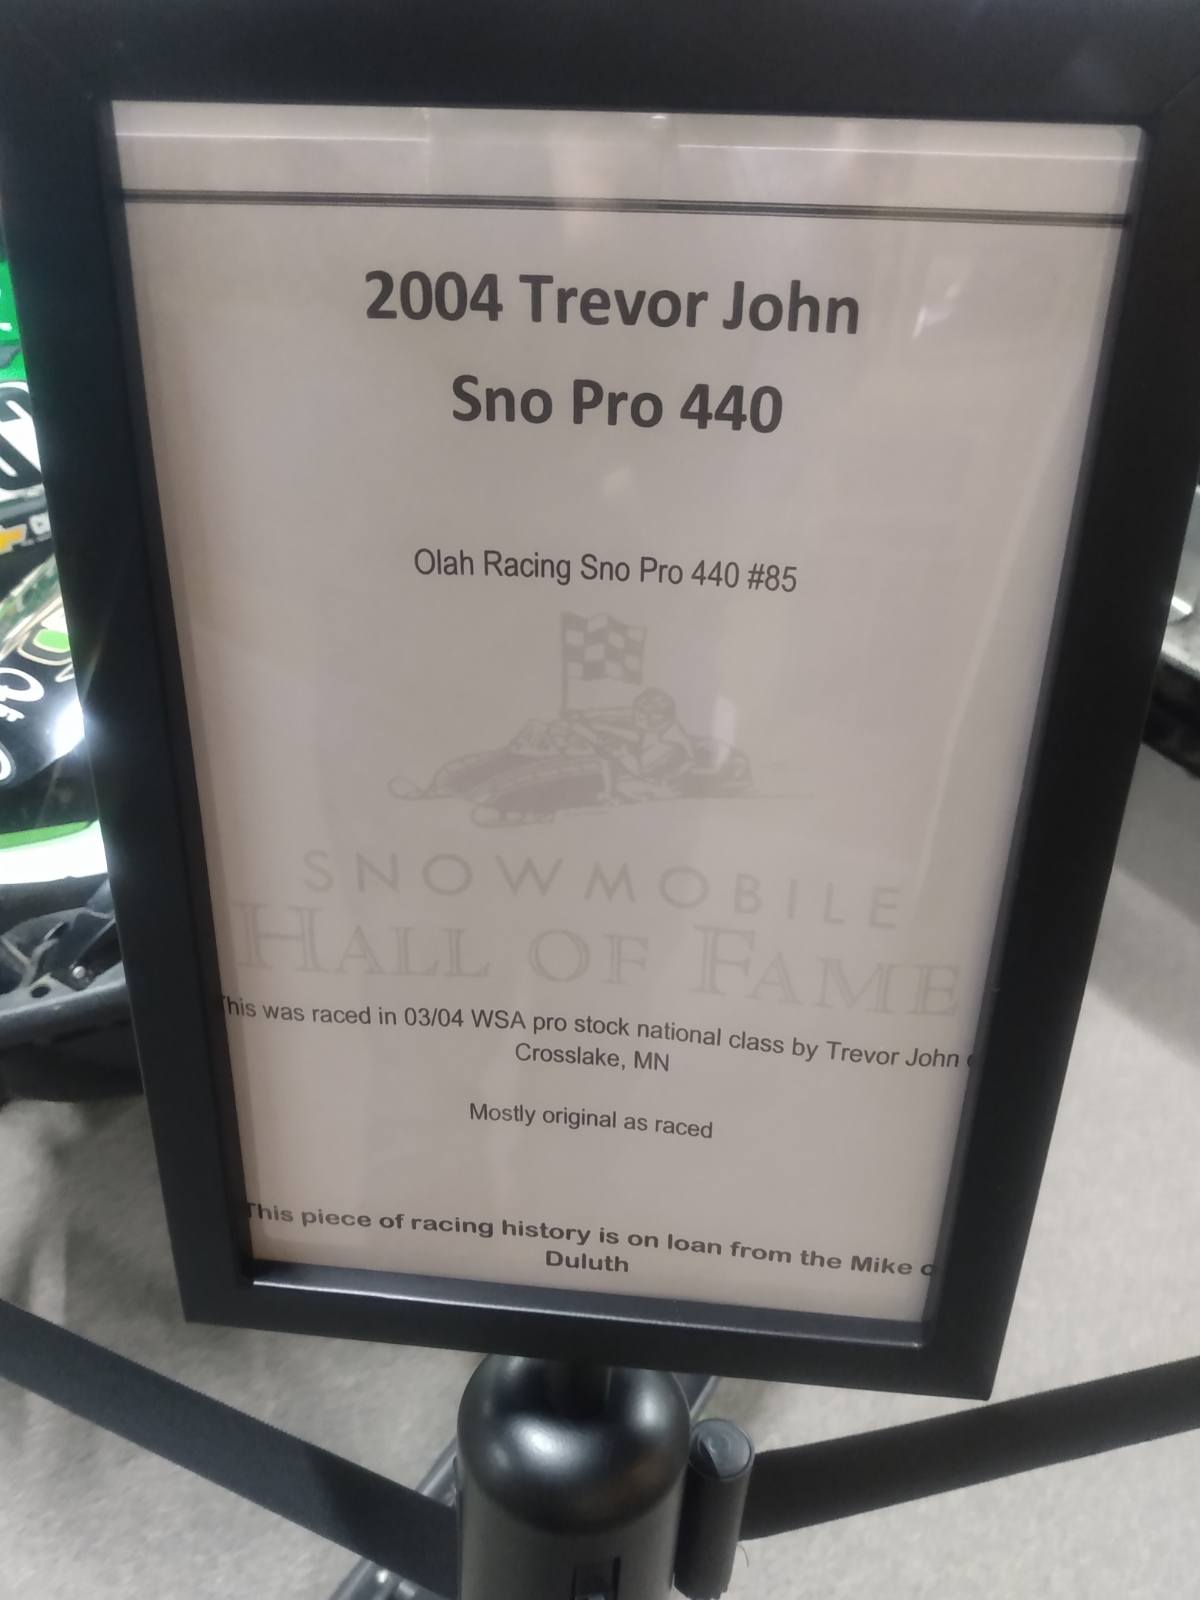 2004 Trevor John
Sno Pro 440
Olah Racing Sno Pro 440 #85
SNOWMOBILE
HALL OF FAME
This was raced in 03/04 WSA pro stock national class by Trevor John
Crosslake, MN
Mostly original as raced
This piece of racing history is on loan from the Mike
Duluth